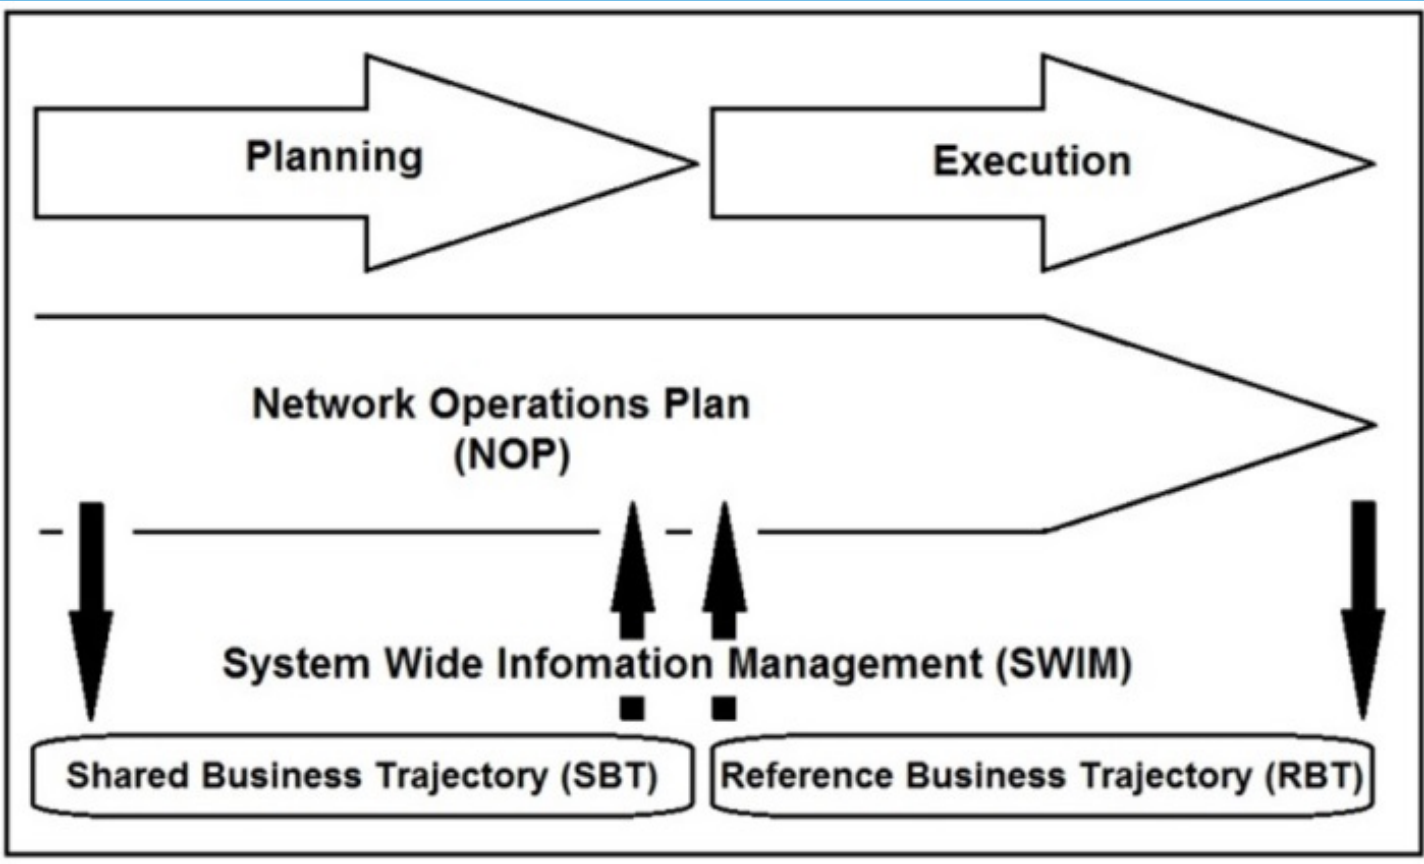 Planning
Execution
Network Operations Plan
(NOP)
System Wide Infomation Management (SWIM)
Shared Business Trajectory (SBT)
Reference Business Trajectory (RBT)